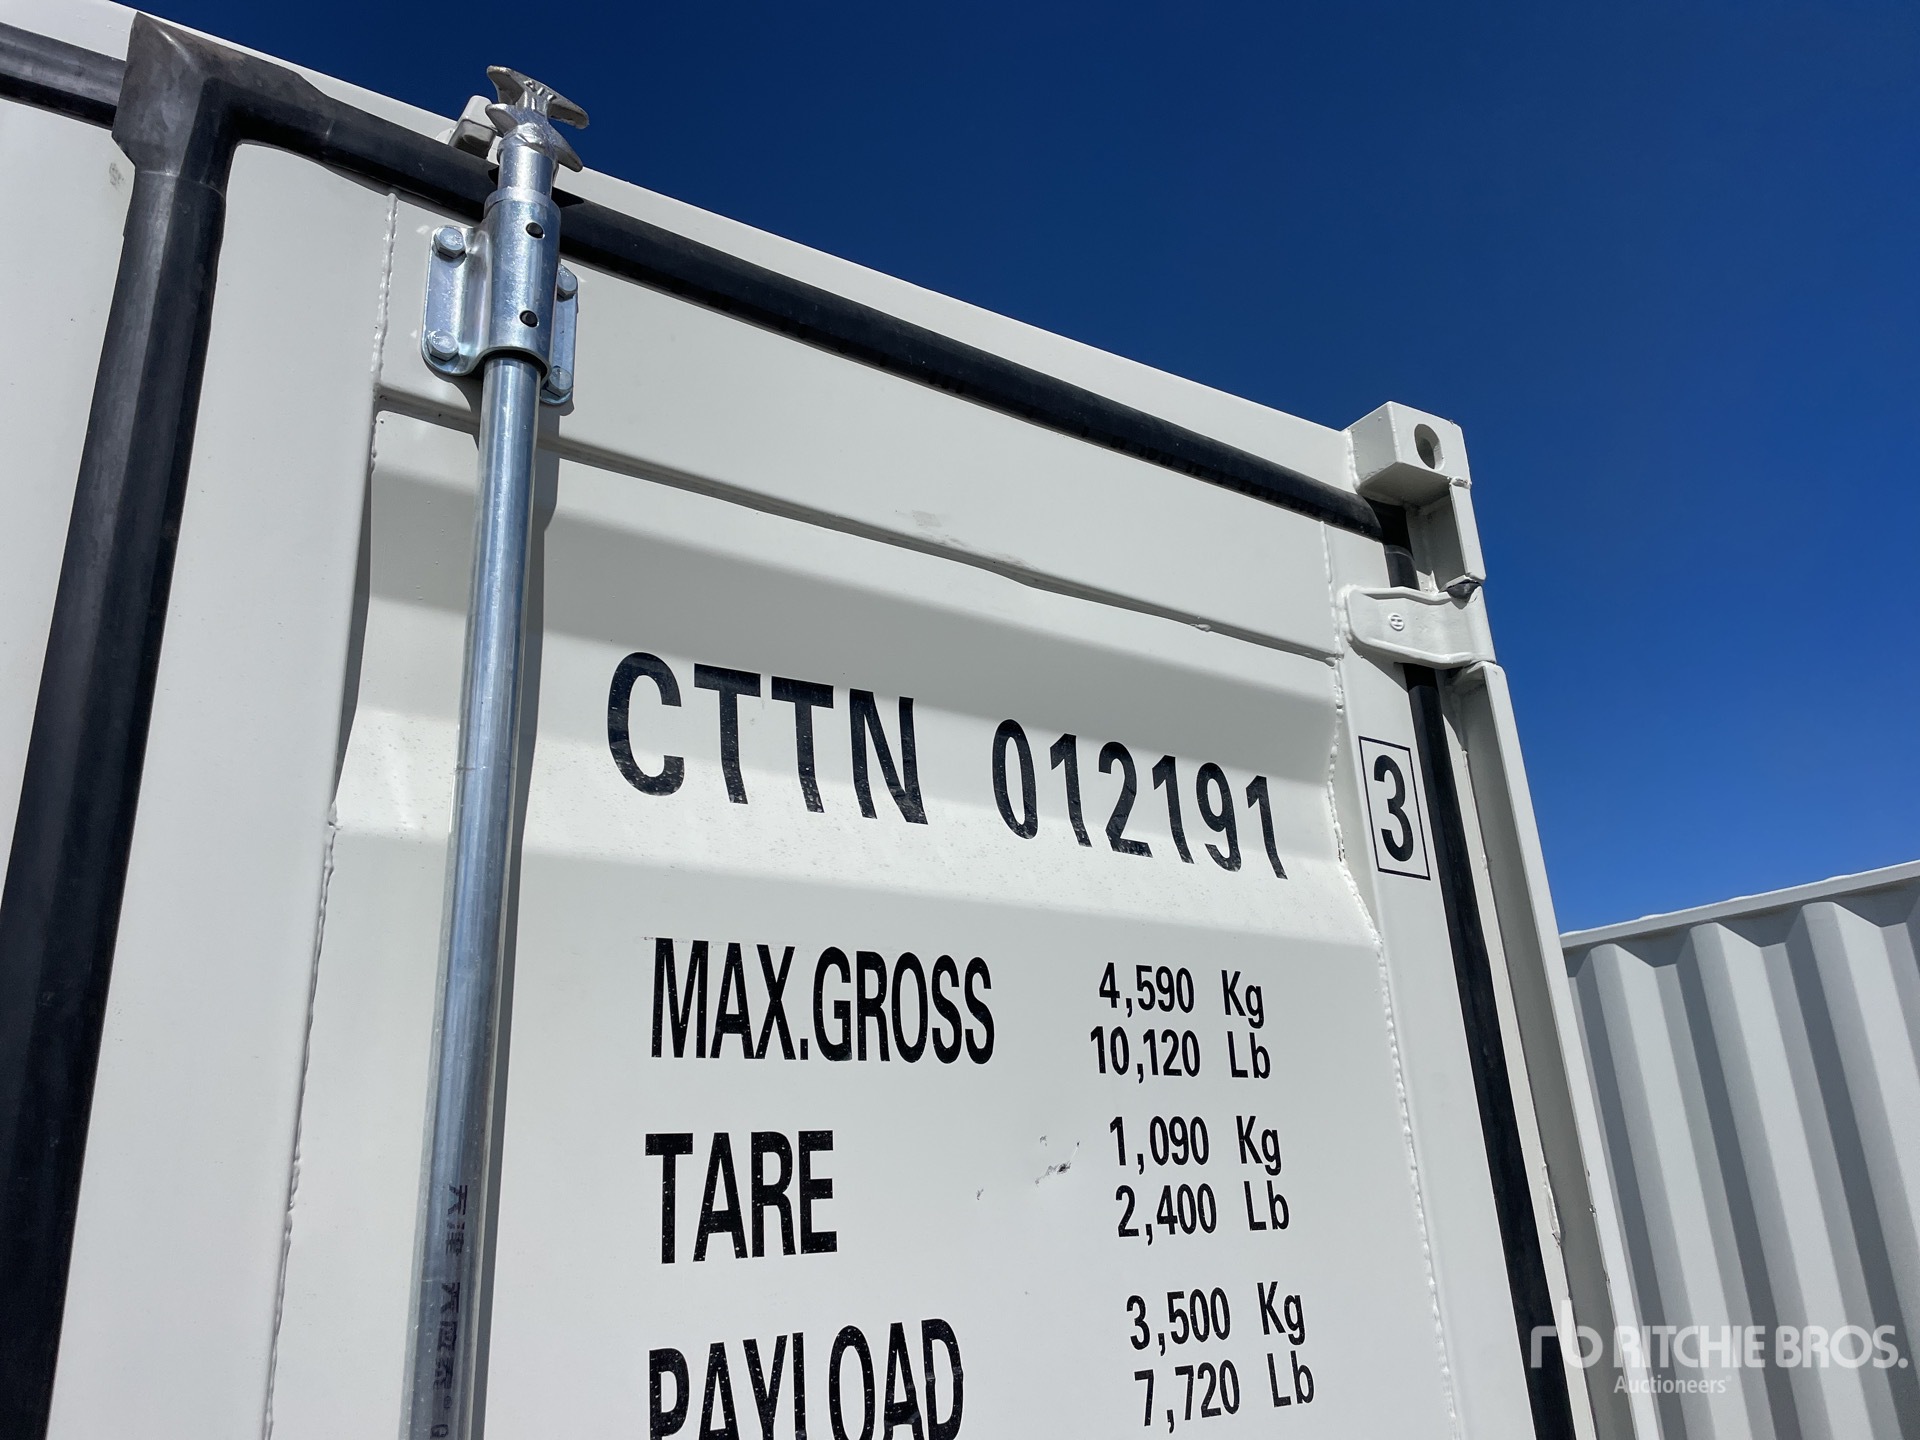 CTTN 012191 3
MAX.GROSS 4,590 Kg
10,120 Lb
TARE 1,090 Kg
2,400 Lb
PAYLOAD 3,500 Kg
7,720 Lb
rb RITCHIE BROS.
Auctioneers